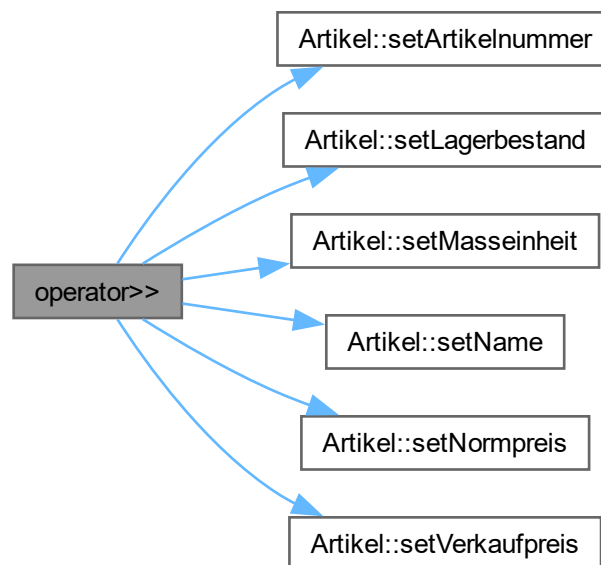 Artikel::setArtikelnummer
Artikel::setLagerbestand
Artikel::setMasseinheit
operator>>
Artikel::setName
Artikel::setNormpreis
Artikel::setVerkaufpreis